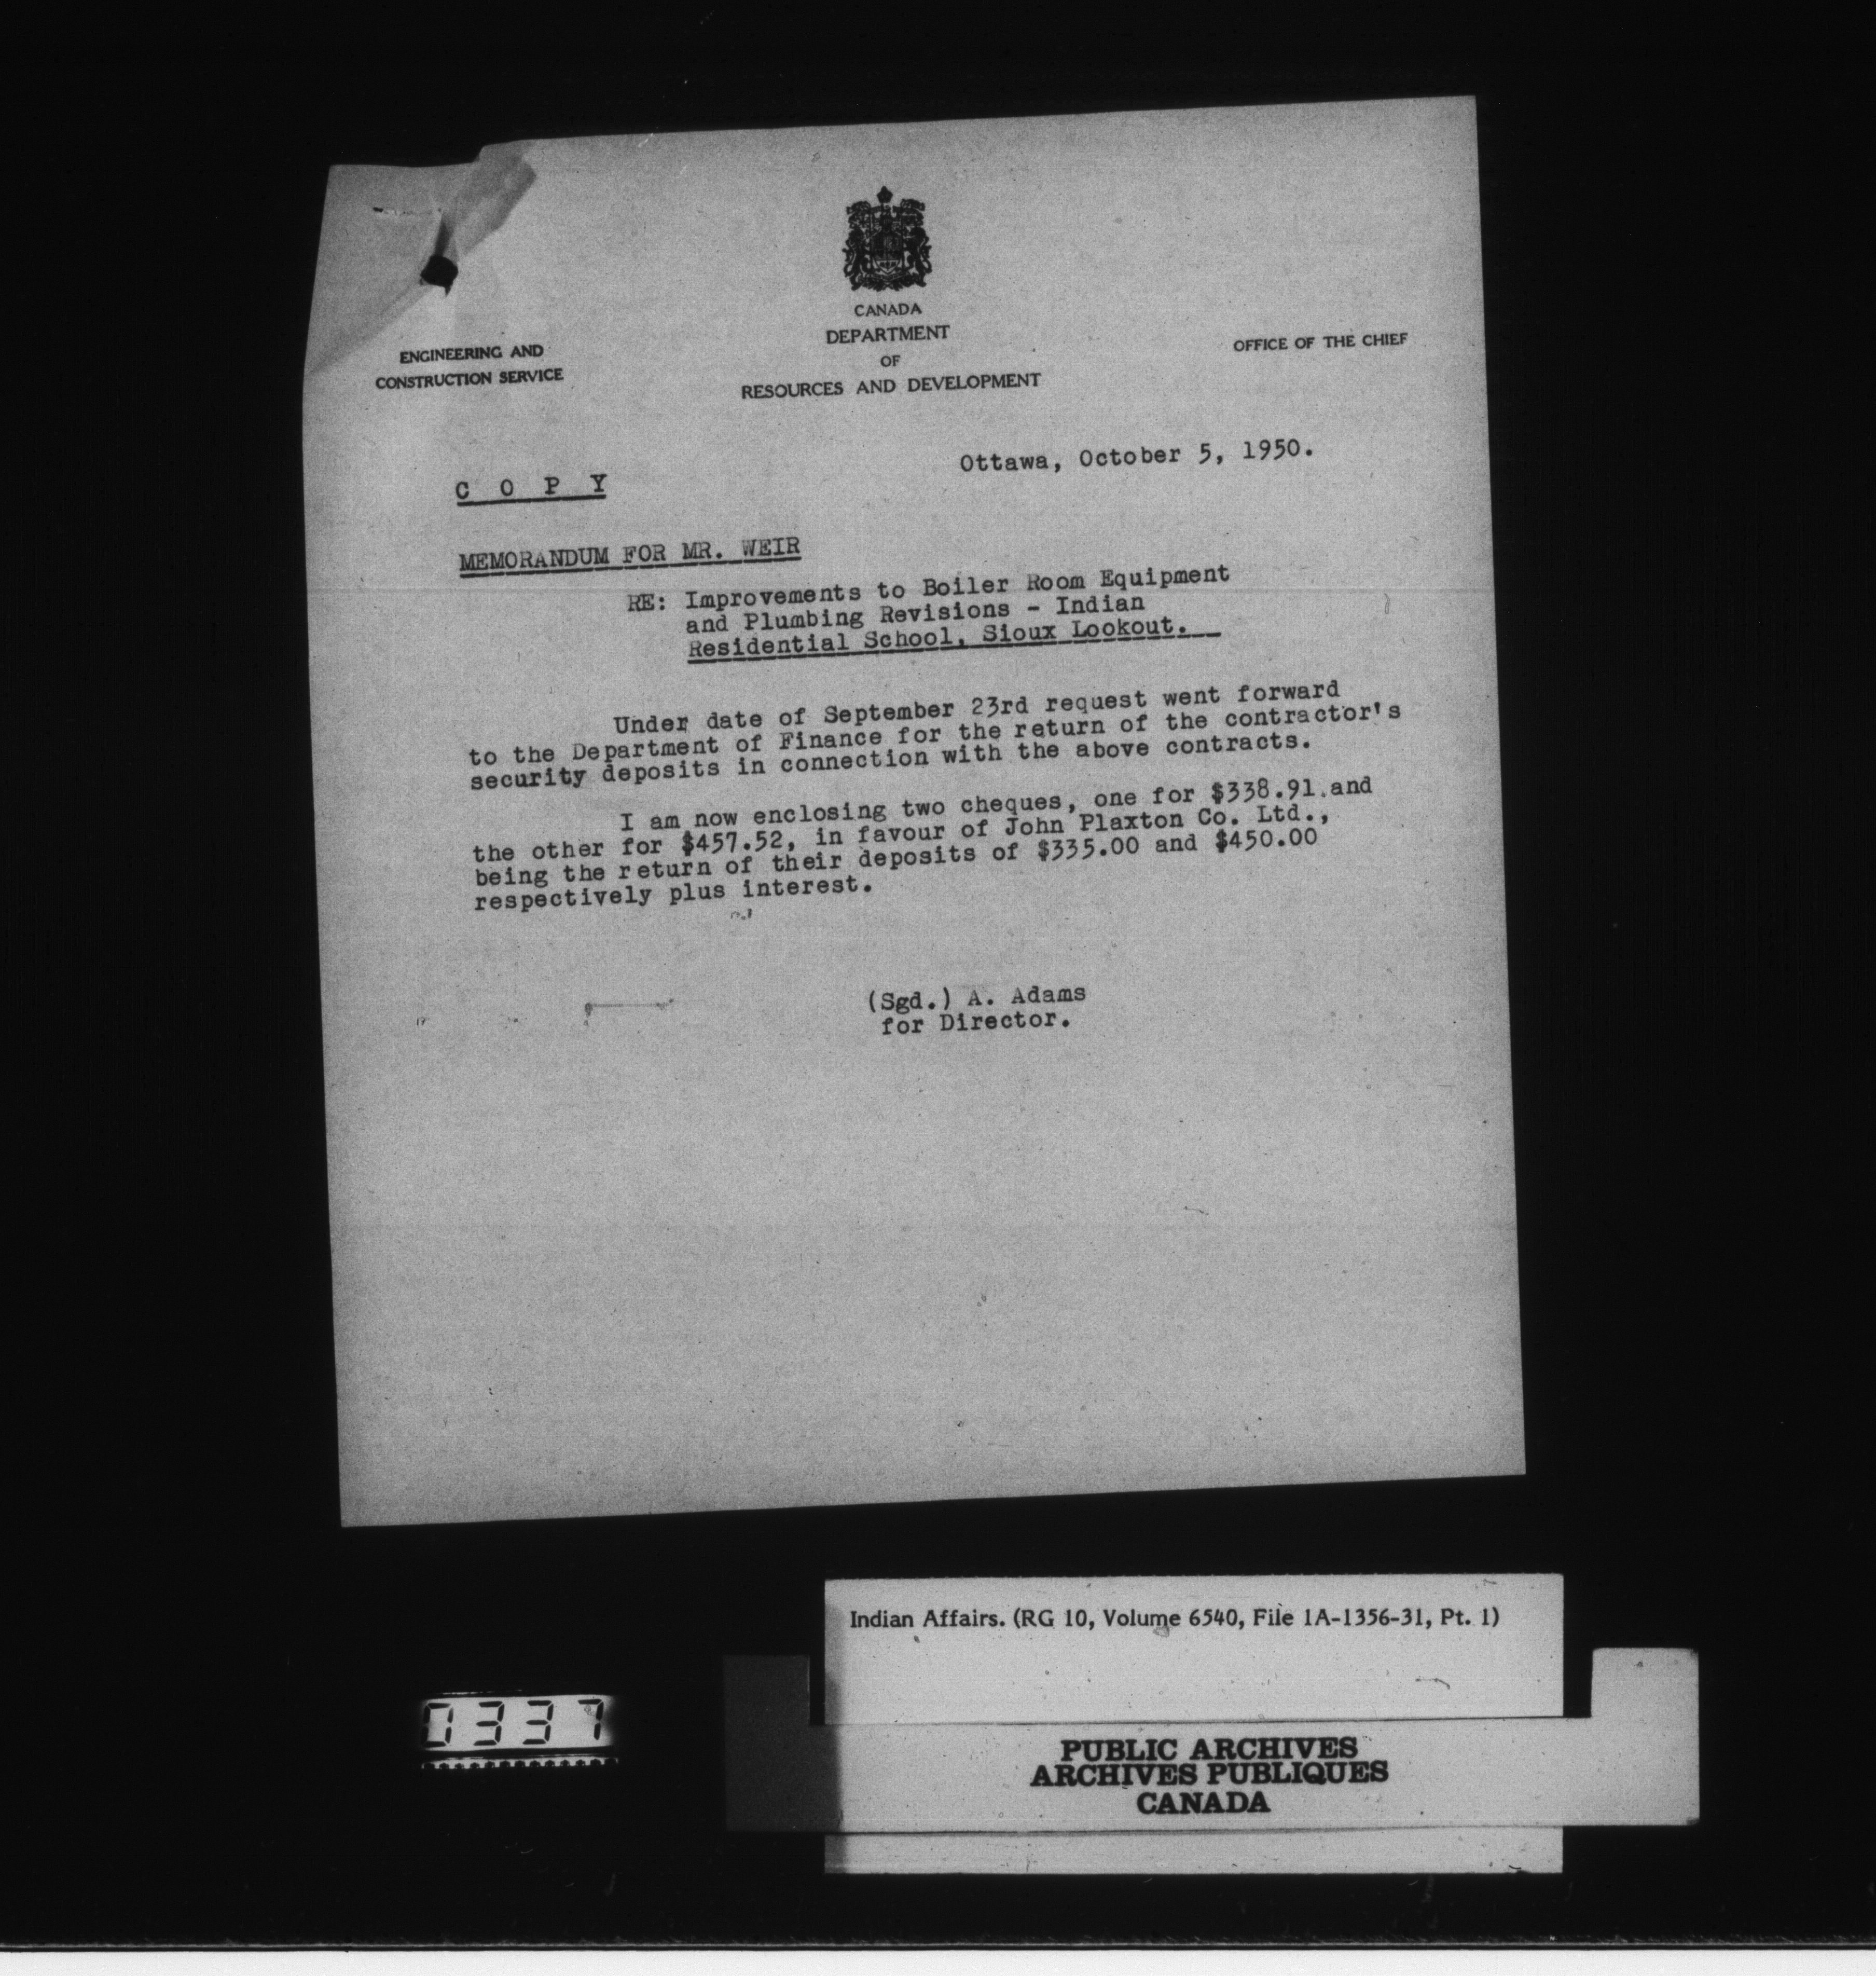 CANADA
DEPARTMENT
OF
RESOURCES AND DEVELOPMENT
ENGINEERING AND
CONSTRUCTION SERVICE
OFFICE OF THE CHIEF
Ottawa, October 5, 1950.
C O P Y
MEMORANDUM FOR MR. WEIR
RE: Improvements to Boiler Room Equipment
and Plumbing Revisions - Indian
Residential School, Sioux Lookout.
Under date of September 23rd request went forward
to the Department of Finance for the return of the contractor's
security deposits in connection with the above contracts.
I am now enclosing two cheques, one for $338.91 and
the other for $457.52, in favour of John Plaxton Co. Ltd.,
being the return of their deposits of $335.00 and $450.00
respectively plus interest.
(Sgd.) A. Adams
for Director.
Indian Affairs. (RG 10, Volume 6540, File 1A-1356-31, Pt. 1)
0337
PUBLIC ARCHIVES
ARCHIVES PUBLIQUES
CANADA